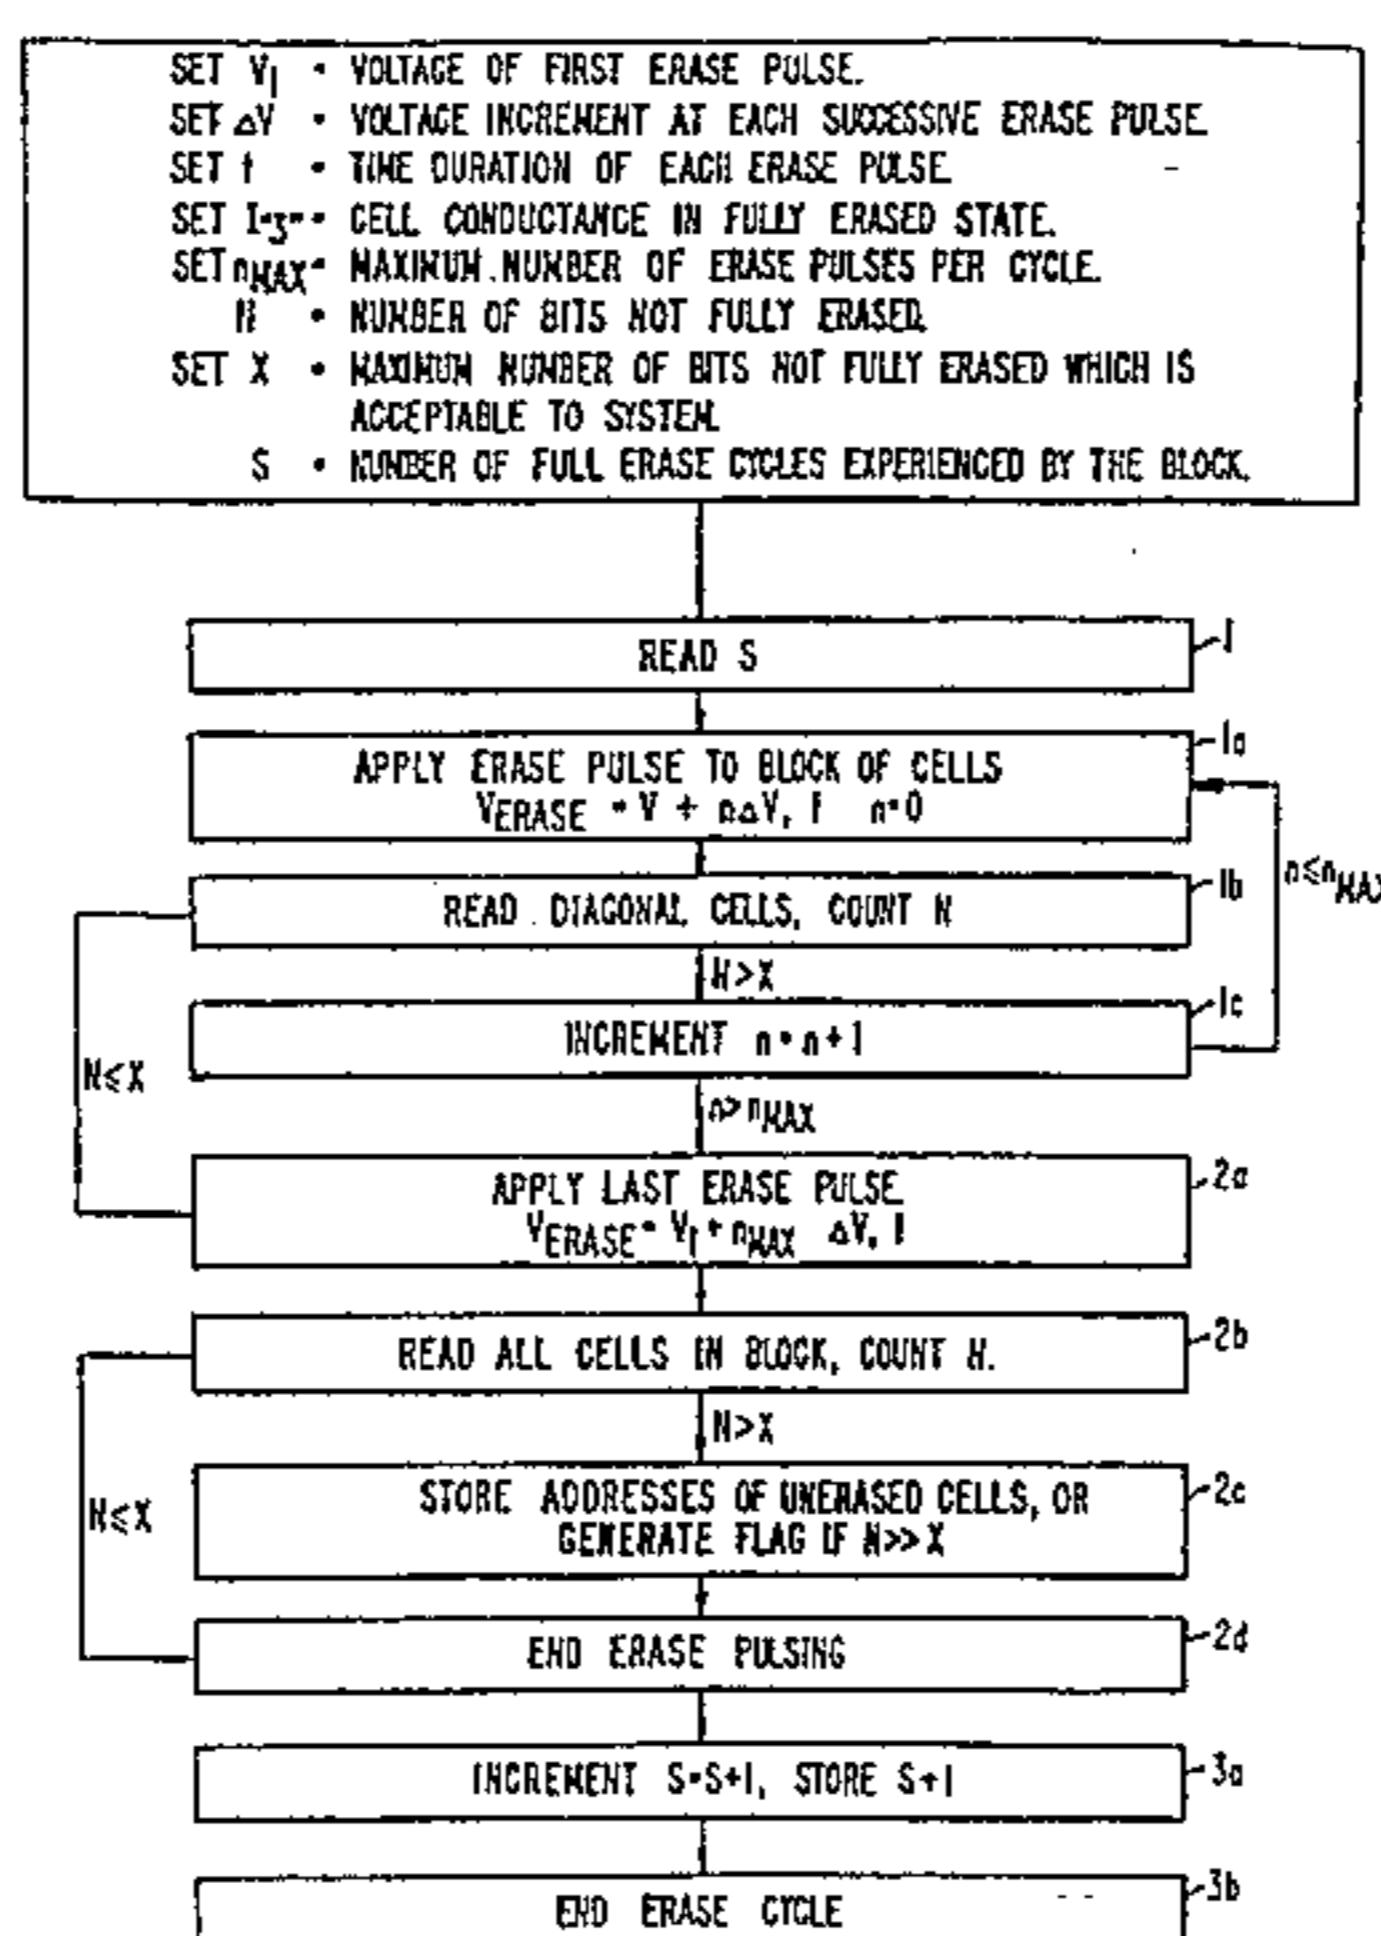 SET V1 = VOLTAGE OF FIRST ERASE PULSE.
SET ΔV = VOLTAGE INCREMENT AT EACH SUCCESSIVE ERASE PULSE.
SET t = TIME DURATION OF EACH ERASE PULSE.
SET I"3" = CELL CONDUCTANCE IN FULLY ERASED STATE.
SET nMAX = MAXIMUM NUMBER OF ERASE PULSES PER CYCLE.
N = NUMBER OF BITS NOT FULLY ERASED.
SET X = MAXIMUM NUMBER OF BITS NOT FULLY ERASED WHICH IS
ACCEPTABLE TO SYSTEM.
S = NUMBER OF FULL ERASE CYCLES EXPERIENCED BY THE BLOCK.
READ S
1
APPLY ERASE PULSE TO BLOCK OF CELLS
VERASE = V + nΔV, t n=0
1a
READ DIAGONAL CELLS, COUNT N
1b
n≤nMAX
N>X
INCREMENT n=n+1
1c
N≤X
n>nMAX
APPLY LAST ERASE PULSE
VERASE = V1 + nMAX ΔV, t
2a
READ ALL CELLS IN BLOCK, COUNT N.
2b
N>X
STORE ADDRESSES OF UNERASED CELLS, OR
GENERATE FLAG IF N>>X
2c
N≤X
END ERASE PULSING
2d
INCREMENT S=S+1, STORE S+1
3a
END ERASE CYCLE
3b